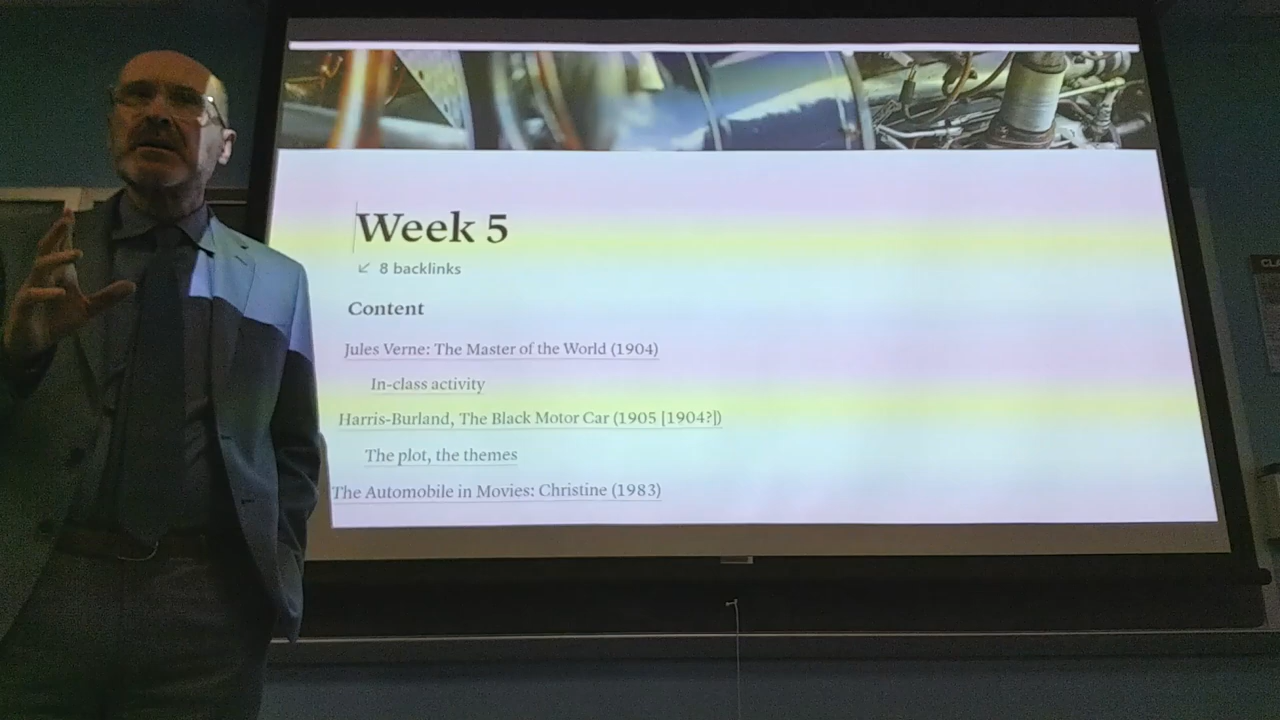 Week 5
8 backlinks
Content
Jules Verne: The Master of the World (1904)
In-class activity
Harris-Burland, The Black Motor Car (1905 [1904?])
The plot, the themes
The Automobile in Movies: Christine (1983)